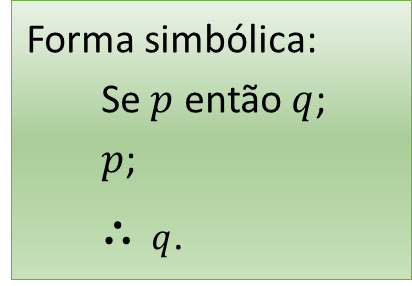 Forma simbólica:
Se p então q;
p;
∴ q.